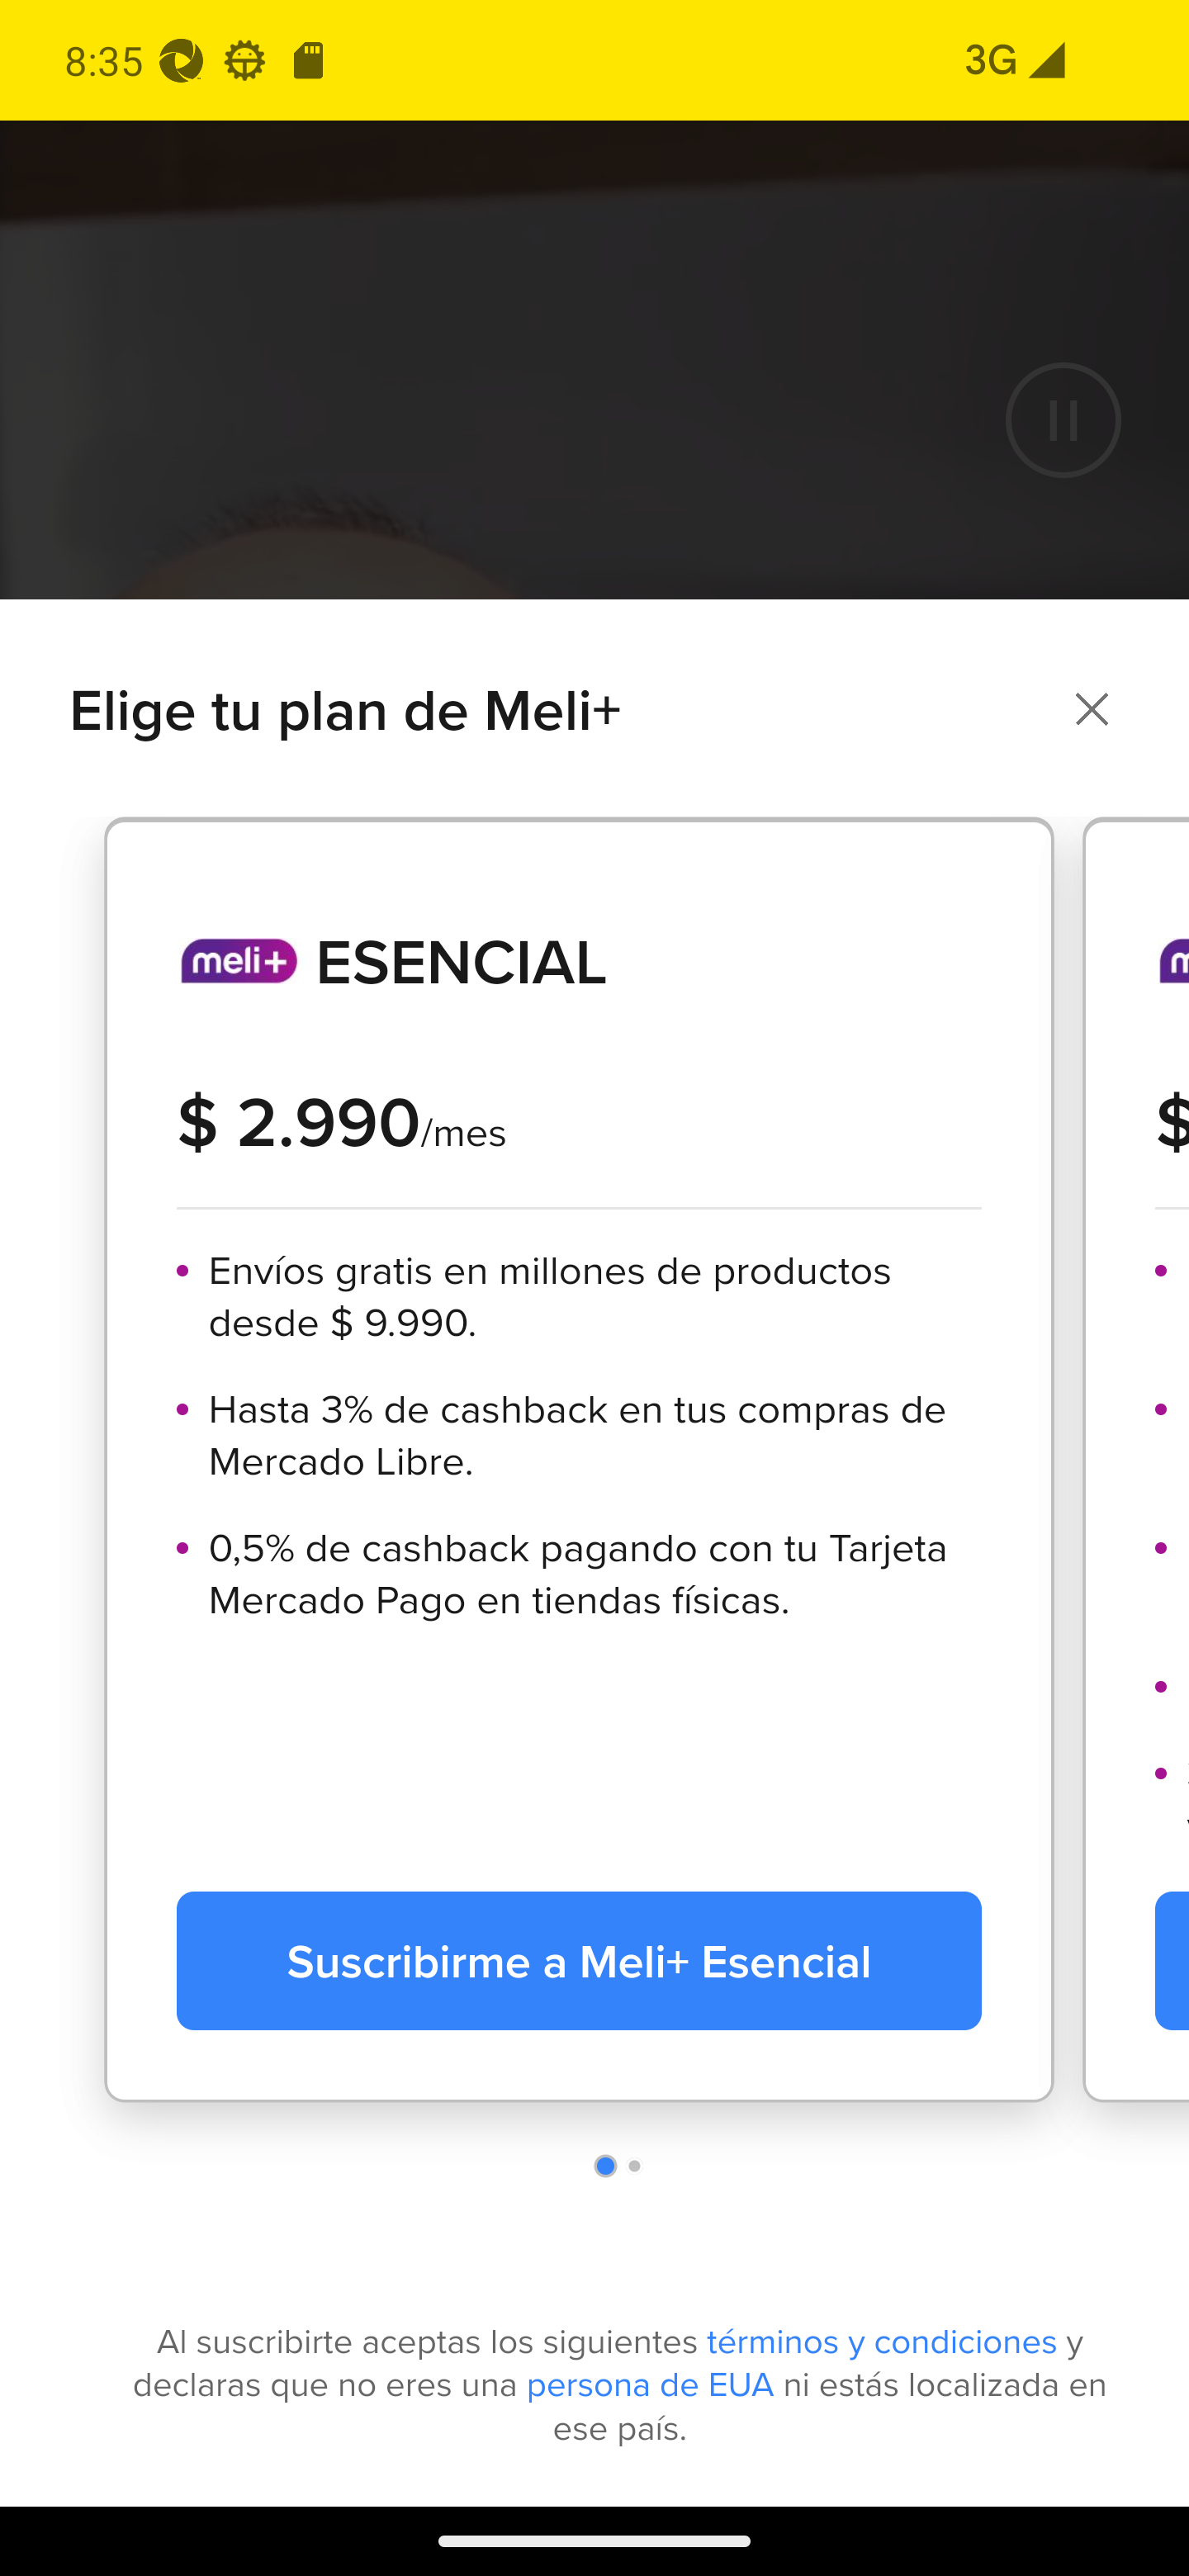 8:35
3G
Elige tu plan de Meli+
meli+ ESENCIAL
$ 2.990/mes
$
• Envíos gratis en millones de productos
desde $ 9.990.
• Hasta 3% de cashback en tus compras de
Mercado Libre.
• 0,5% de cashback pagando con tu Tarjeta
Mercado Pago en tiendas físicas.
Suscribirme a Meli+ Esencial
Al suscribirte aceptas los siguientes términos y condiciones y
declaras que no eres una persona de EUA ni estás localizada en
ese país.